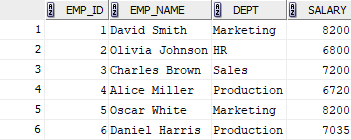 EMP_ID EMP_NAME DEPT SALARY
1 1 David Smith Marketing 8200
2 2 Olivia Johnson HR 6800
3 3 Charles Brown Sales 7200
4 4 Alice Miller Production 6720
5 5 Oscar White Marketing 8200
6 6 Daniel Harris Production 7035